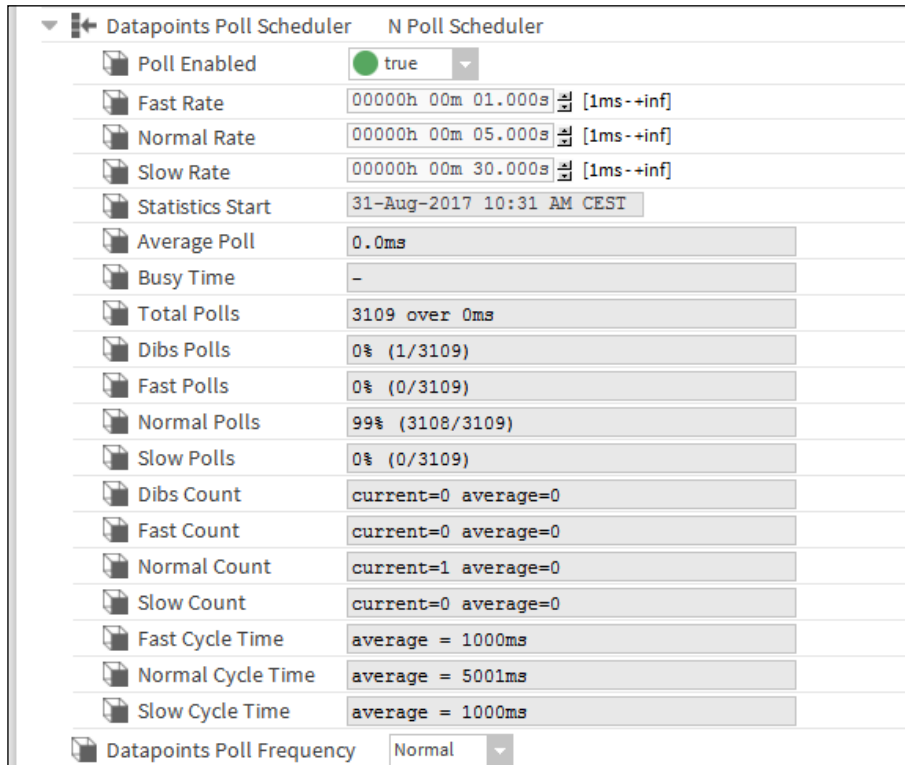 Datapoints Poll Scheduler N Poll Scheduler
Poll Enabled true
Fast Rate 00000h 00m 01.000s [1ms-+inf]
Normal Rate 00000h 00m 05.000s [1ms-+inf]
Slow Rate 00000h 00m 30.000s [1ms-+inf]
Statistics Start 31-Aug-2017 10:31 AM CEST
Average Poll 0.0ms
Busy Time -
Total Polls 3109 over 0ms
Dibs Polls 0% (1/3109)
Fast Polls 0% (0/3109)
Normal Polls 99% (3108/3109)
Slow Polls 0% (0/3109)
Dibs Count current=0 average=0
Fast Count current=0 average=0
Normal Count current=1 average=0
Slow Count current=0 average=0
Fast Cycle Time average = 1000ms
Normal Cycle Time average = 5001ms
Slow Cycle Time average = 1000ms
Datapoints Poll Frequency Normal